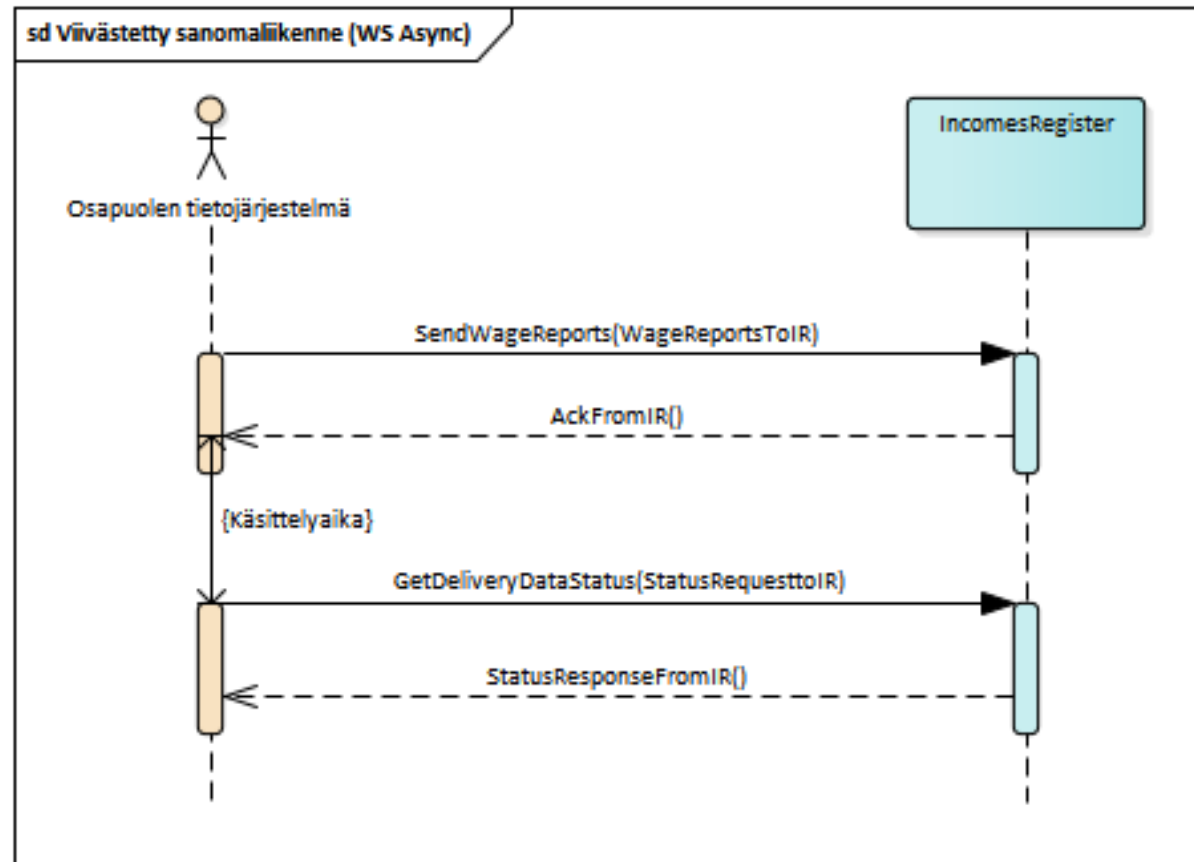 sd Viivästetty sanomaliikenne (WS Async)
IncomesRegister
Osapuolen tietojärjestelmä
SendWageReports(WageReportsToIR)
AckFromIR()
{Käsittelyaika}
GetDeliveryDataStatus(StatusRequesttoIR)
StatusResponseFromIR()